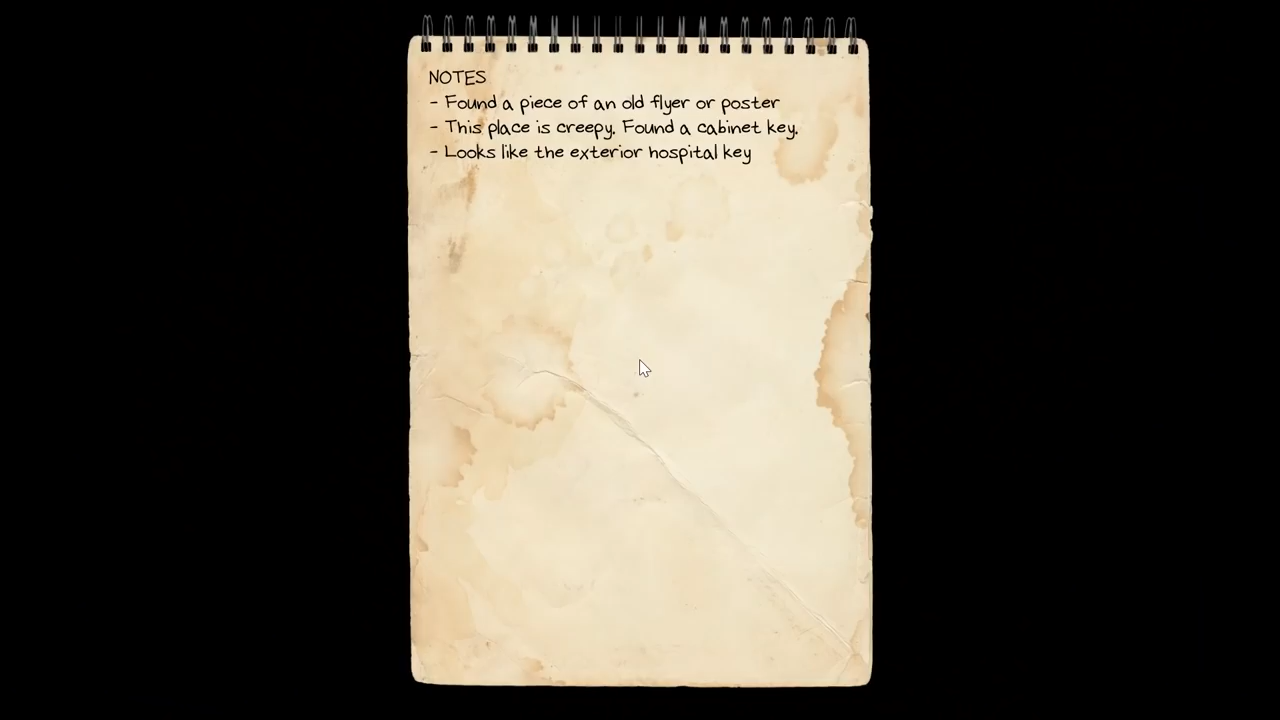 NOTES
- Found a piece of an old flyer or poster
- This place is creepy. Found a cabinet key.
- Looks like the exterior hospital key